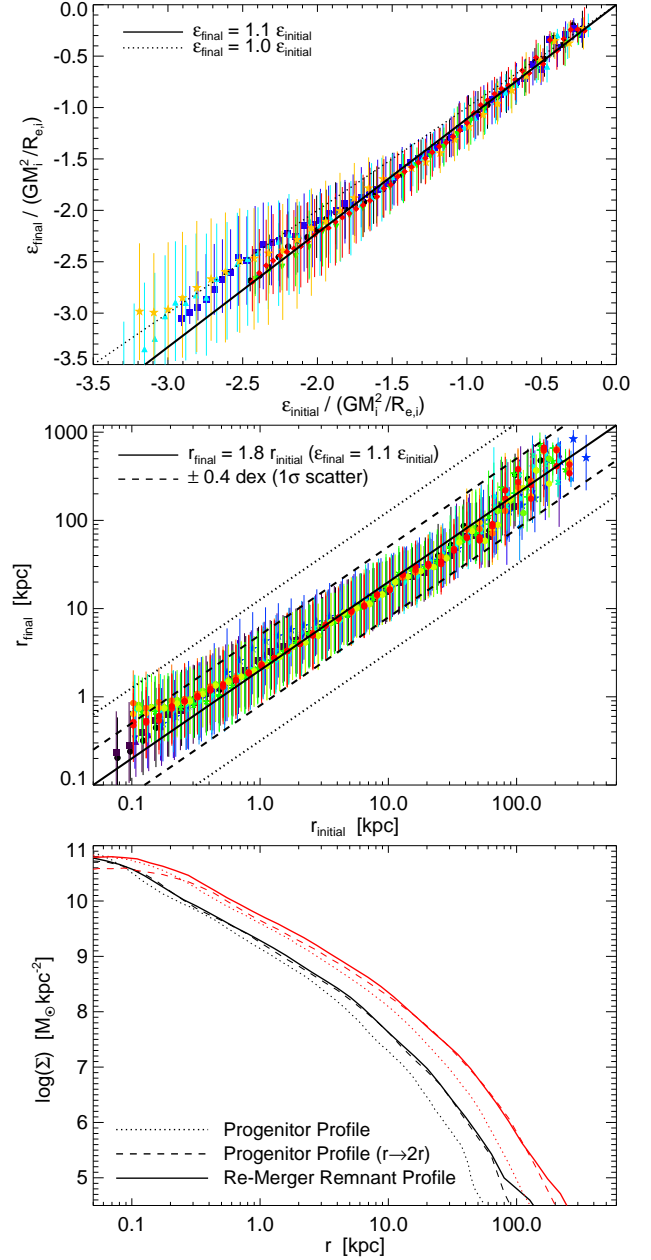 ε_final = 1.1 ε_initial
ε_final = 1.0 ε_initial
0.0
-0.5
-1.0
-1.5
-2.0
-2.5
-3.0
-3.5
ε_final / (GM_i^2/R_e,i)
-3.5 -3.0 -2.5 -2.0 -1.5 -1.0 -0.5 0.0
ε_initial / (GM_i^2/R_e,i)
r_final = 1.8 r_initial (ε_final = 1.1 ε_initial)
± 0.4 dex (1σ scatter)
1000
100
10
1
0.1
r_final [kpc]
0.1 1.0 10.0 100.0
r_initial [kpc]
11
10
9
8
7
6
5
log(Σ) [M_⊙ kpc^-2]
Progenitor Profile
Progenitor Profile (r→2r)
Re-Merger Remnant Profile
0.1 1.0 10.0 100.0
r [kpc]